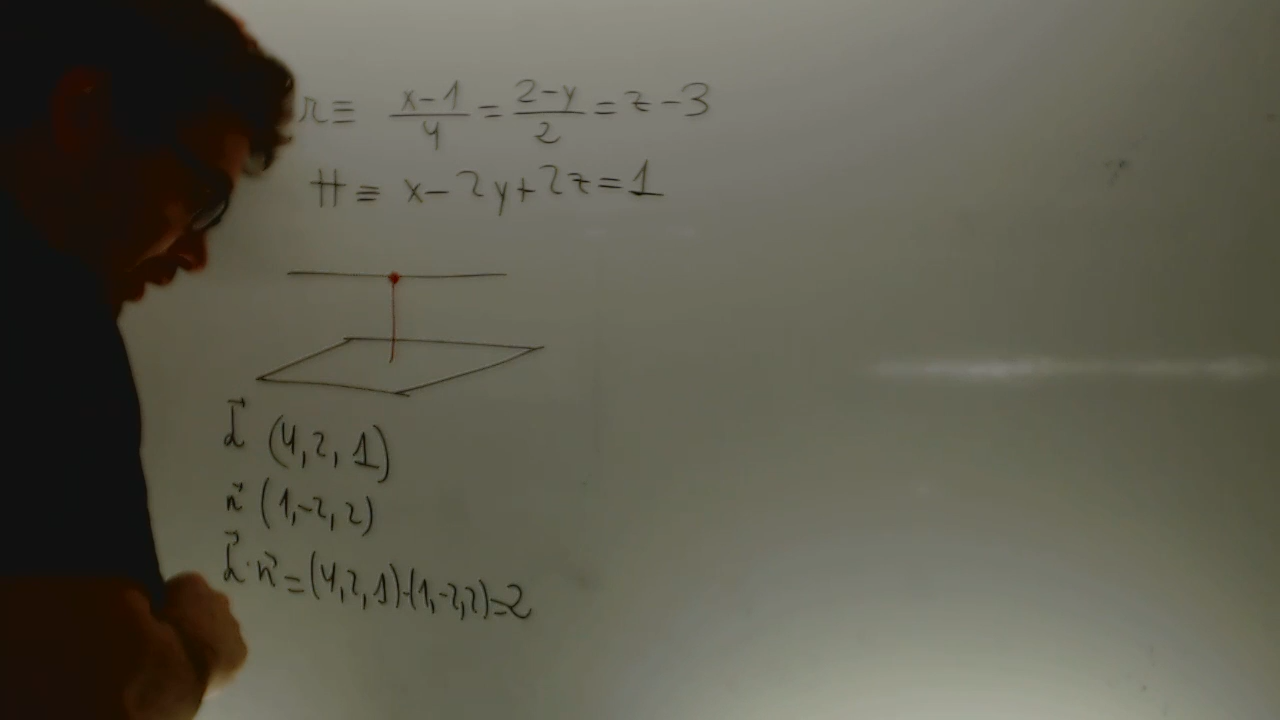 r ≡ x-1/4 = 2-y/2 = z-3
π ≡ x-2y+2z=1
d⃗ (4,2,1)
n⃗ (1,-2,2)
d⃗·n⃗=(4,2,1)·(1,-2,2)=2